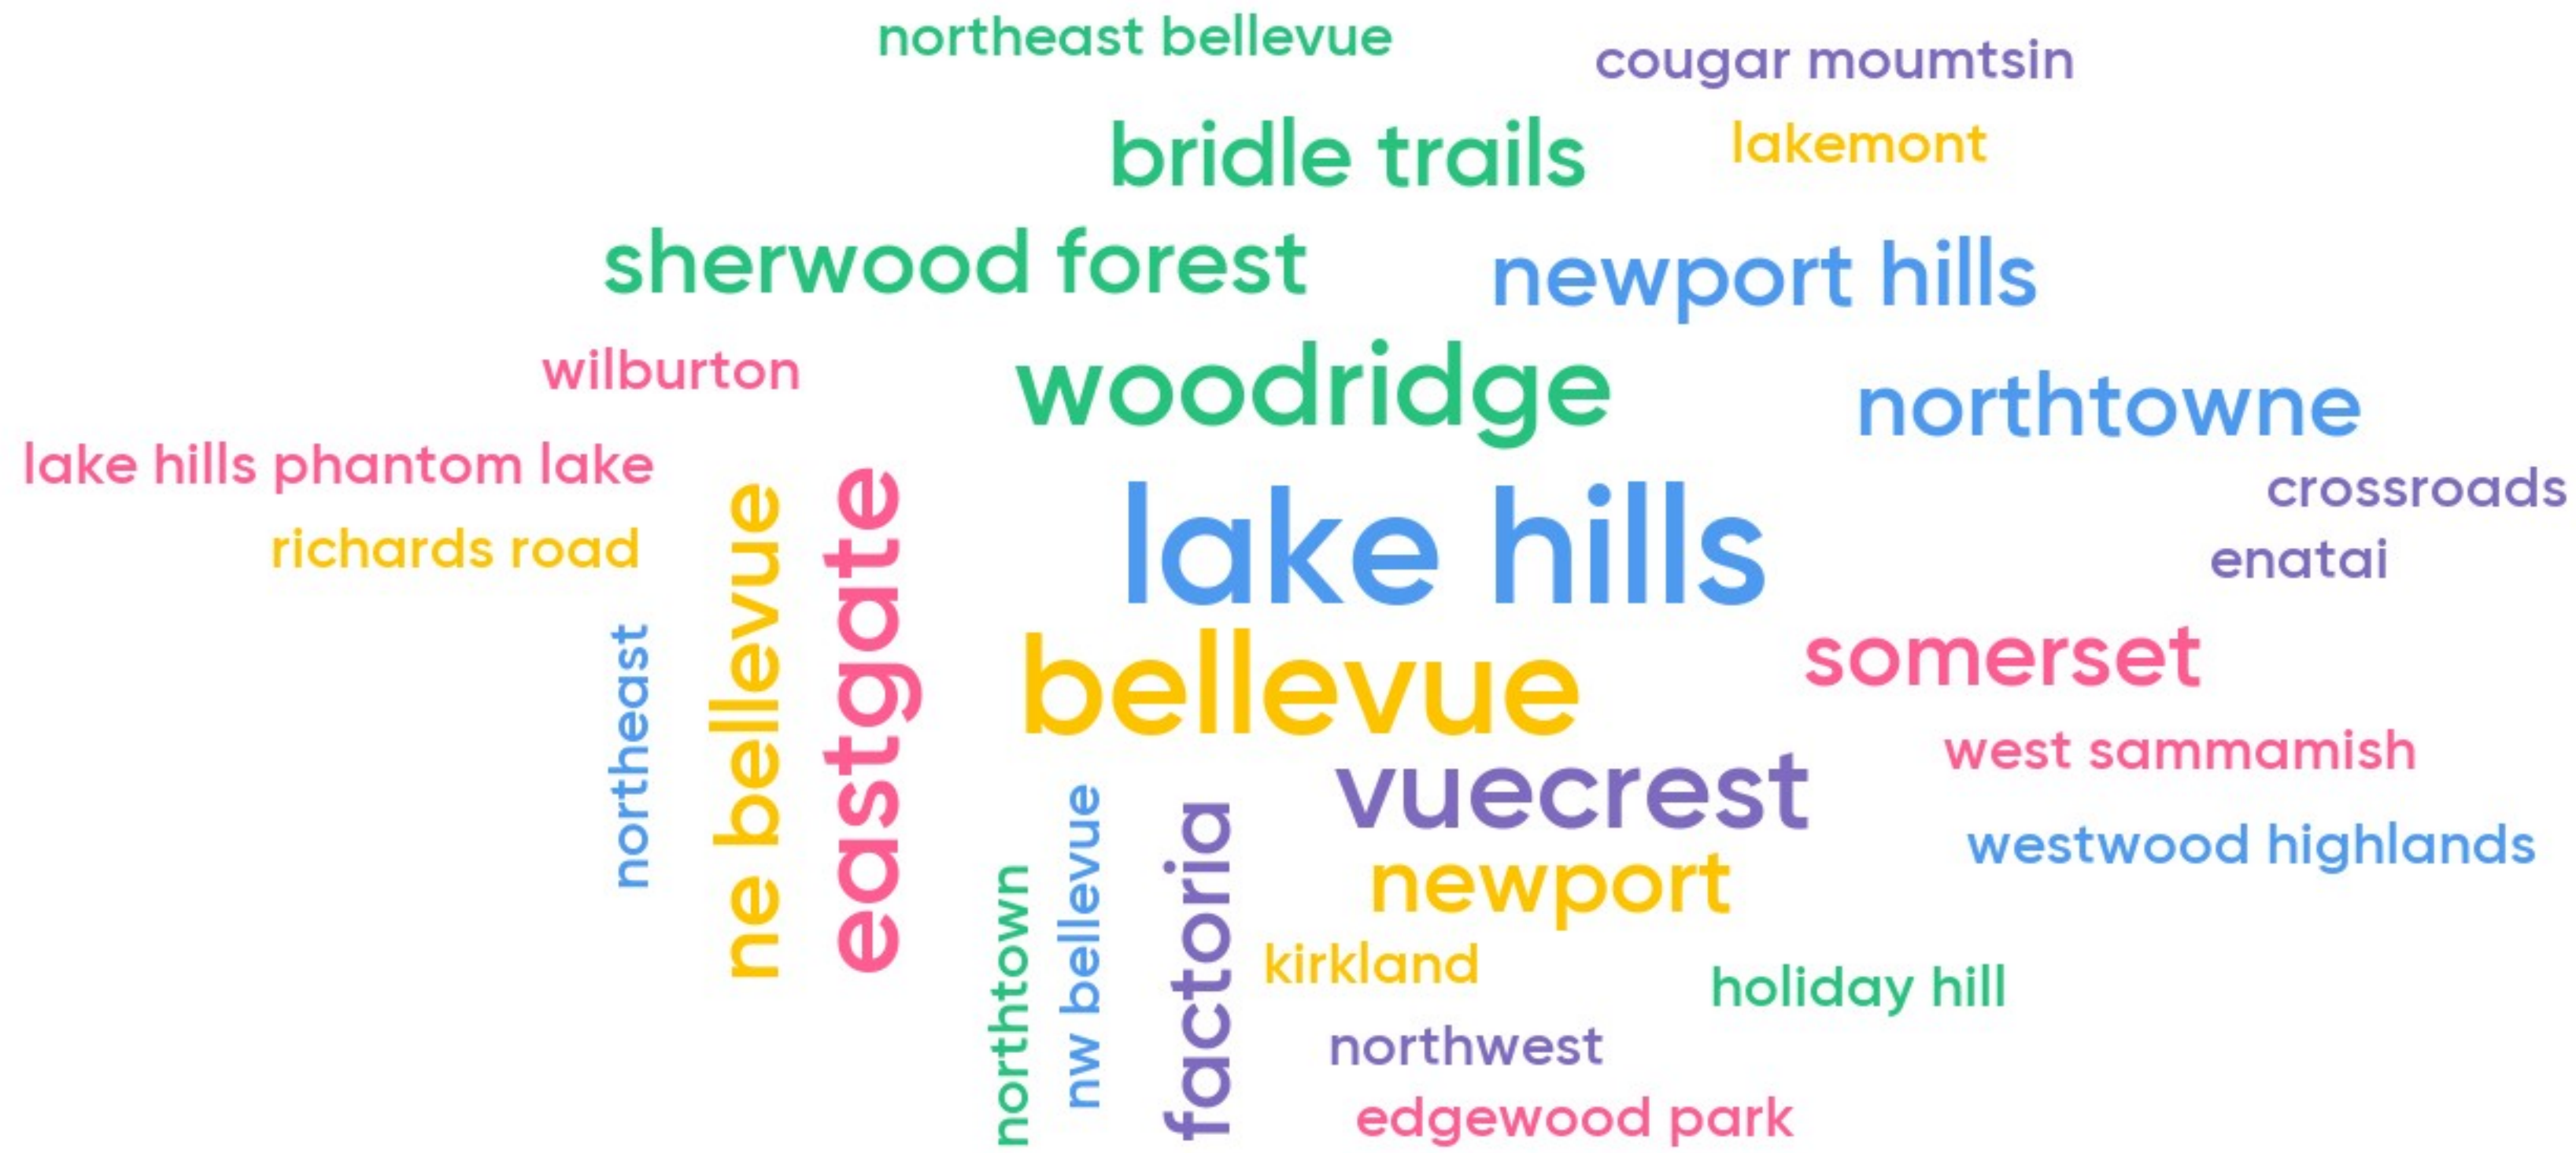 northeast bellevue
cougar moumtsin
bridle trails
lakemont
sherwood forest
newport hills
wilburton
woodridge
northtowne
lake hills phantom lake
crossroads
richards road
ne bellevue
eastgate
lake hills
enatai
northeast
bellevue
somerset
west sammamish
vuecrest
westwood highlands
newport
northtown
nw bellevue
factoria
kirkland
holiday hill
northwest
edgewood park